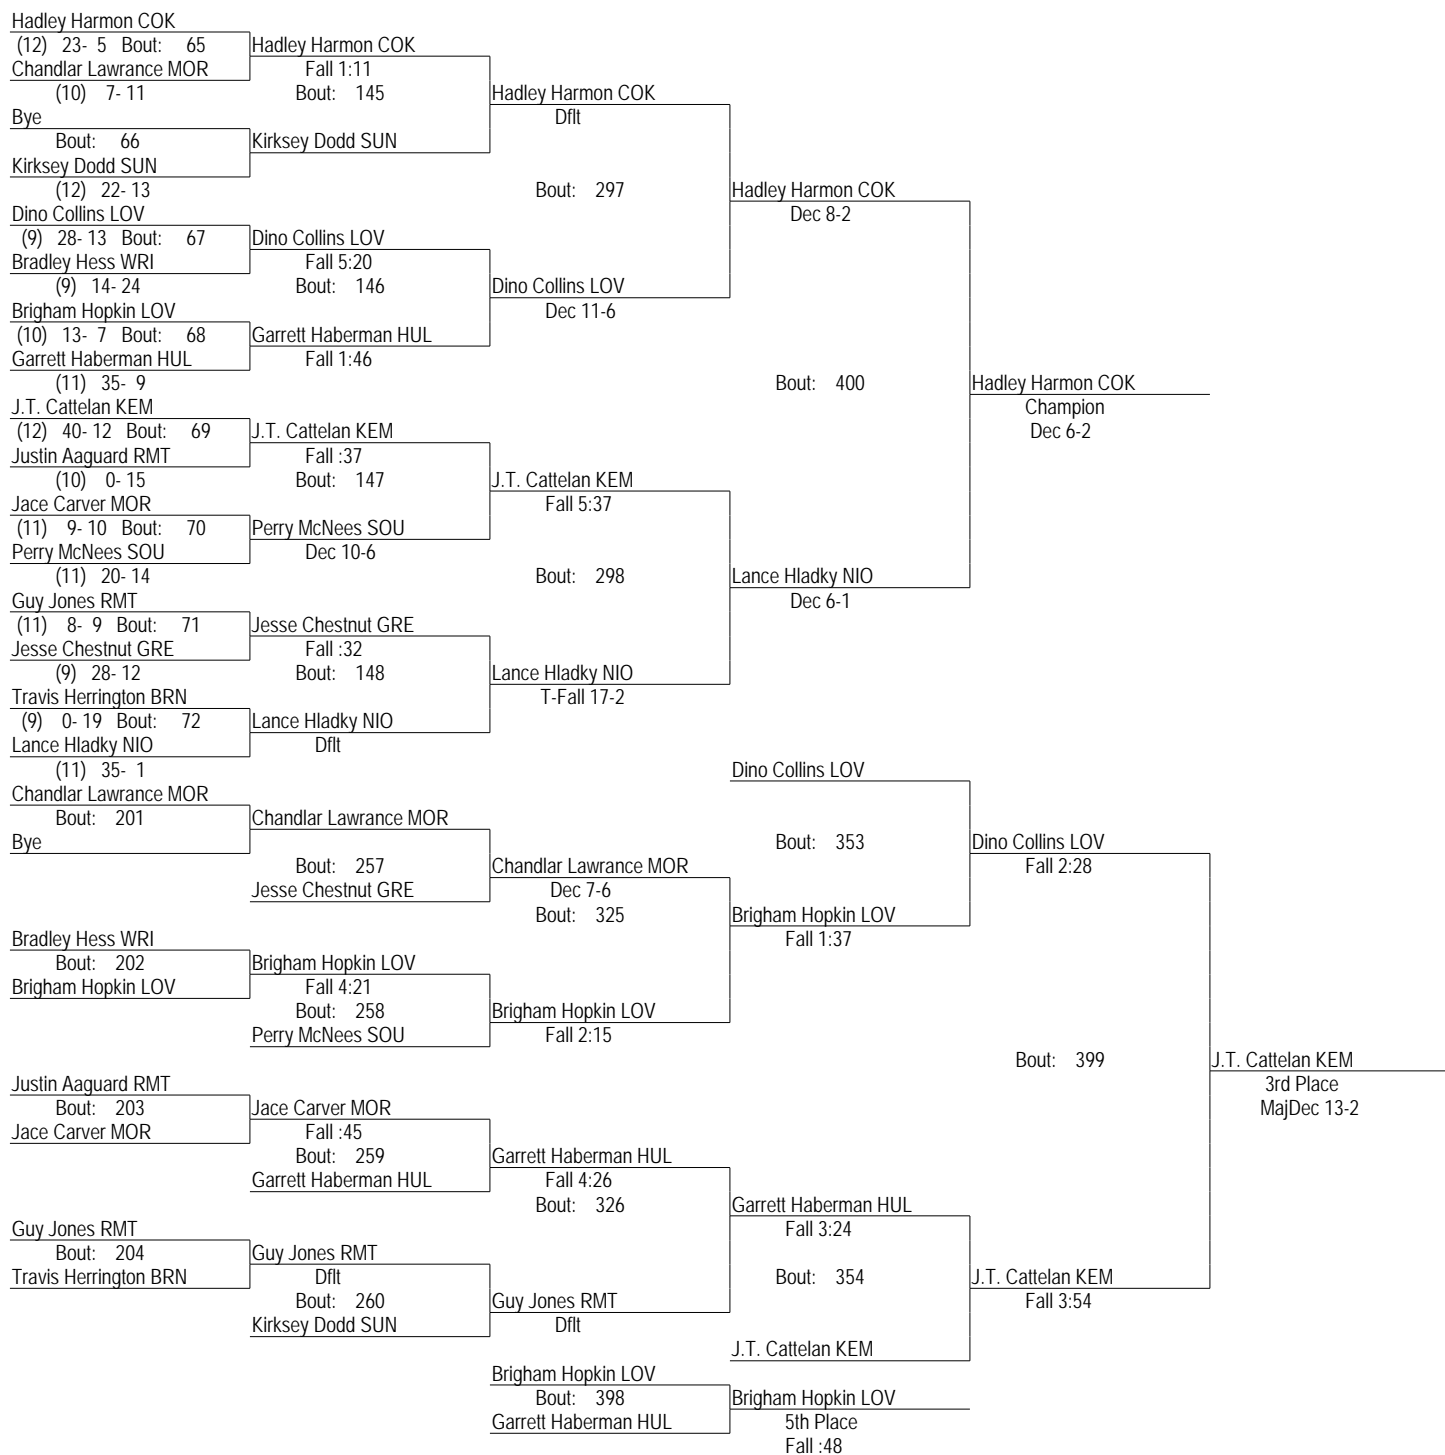 Hadley Harmon COK
(12) 23- 5 Bout: 65
Chandlar Lawrance MOR
(10) 7- 11
Bye
Bout: 66
Kirksey Dodd SUN
(12) 22- 13
Dino Collins LOV
(9) 28- 13 Bout: 67
Bradley Hess WRI
(9) 14- 24
Brigham Hopkin LOV
(10) 13- 7 Bout: 68
Garrett Haberman HUL
(11) 35- 9
J.T. Cattelan KEM
(12) 40- 12 Bout: 69
Justin Aaguard RMT
(10) 0- 15
Jace Carver MOR
(11) 9- 10 Bout: 70
Perry McNees SOU
(11) 20- 14
Guy Jones RMT
(11) 8- 9 Bout: 71
Jesse Chestnut GRE
(9) 28- 12
Travis Herrington BRN
(9) 0- 19 Bout: 72
Lance Hladky NIO
(11) 35- 1
Hadley Harmon COK
Fall 1:11
Bout: 145
Kirksey Dodd SUN
Dino Collins LOV
Fall 5:20
Bout: 146
Garrett Haberman HUL
Fall 1:46
J.T. Cattelan KEM
Fall :37
Bout: 147
Perry McNees SOU
Dec 10-6
Jesse Chestnut GRE
Fall :32
Bout: 148
Lance Hladky NIO
Dflt
Hadley Harmon COK
Dflt
Bout: 297
Dino Collins LOV
Dec 11-6
J.T. Cattelan KEM
Fall 5:37
Bout: 298
Lance Hladky NIO
T-Fall 17-2
Hadley Harmon COK
Dec 8-2
Bout: 400
Lance Hladky NIO
Dec 6-1
Hadley Harmon COK
Champion
Dec 6-2
Chandlar Lawrance MOR
Bout: 201
Bye
Bradley Hess WRI
Bout: 202
Brigham Hopkin LOV
Justin Aaguard RMT
Bout: 203
Jace Carver MOR
Guy Jones RMT
Bout: 204
Travis Herrington BRN
Chandlar Lawrance MOR
Bout: 257
Jesse Chestnut GRE
Brigham Hopkin LOV
Fall 4:21
Bout: 258
Perry McNees SOU
Jace Carver MOR
Fall :45
Bout: 259
Garrett Haberman HUL
Guy Jones RMT
Dflt
Bout: 260
Kirksey Dodd SUN
Chandlar Lawrance MOR
Dec 7-6
Bout: 325
Brigham Hopkin LOV
Fall 2:15
Garrett Haberman HUL
Fall 4:26
Bout: 326
Guy Jones RMT
Dflt
Dino Collins LOV
Bout: 353
Brigham Hopkin LOV
Fall 1:37
Garrett Haberman HUL
Fall 3:24
Bout: 354
J.T. Cattelan KEM
Dino Collins LOV
Fall 2:28
Bout: 399
J.T. Cattelan KEM
Fall 3:54
J.T. Cattelan KEM
3rd Place
MajDec 13-2
Brigham Hopkin LOV
Bout: 398
Garrett Haberman HUL
Brigham Hopkin LOV
5th Place
Fall :48